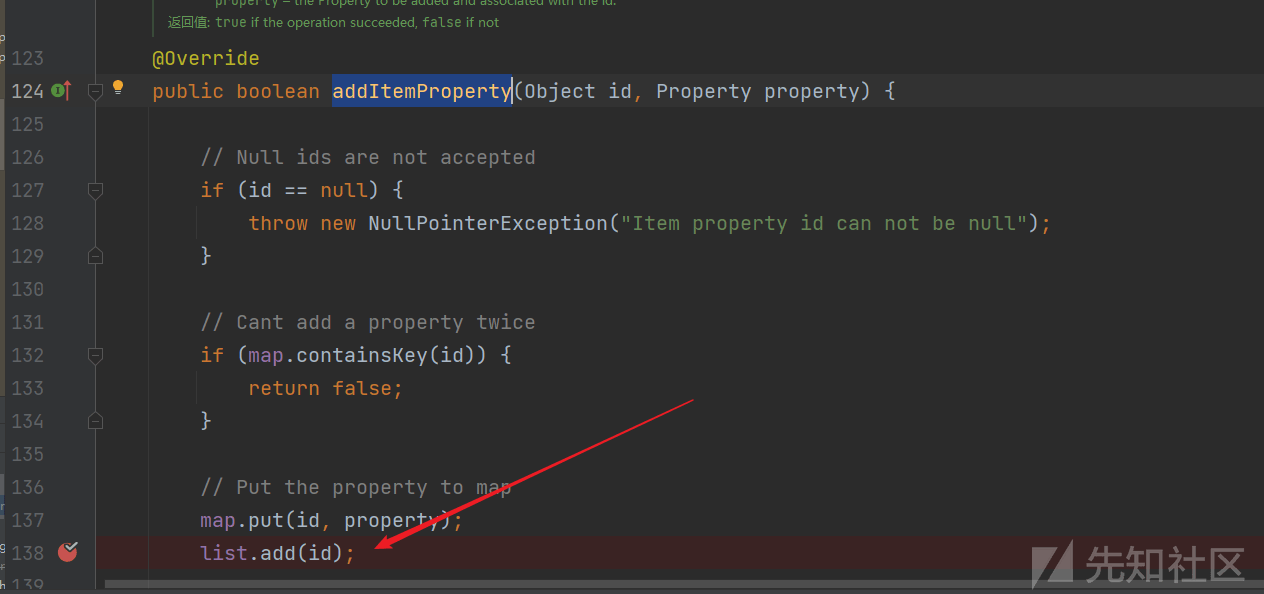 property – the Property to be added and associated with the id.
返回值: true if the operation succeeded, false if not
123 @Override
124 public boolean addItemProperty(Object id, Property property) {
125
126 // Null ids are not accepted
127 if (id == null) {
128 throw new NullPointerException("Item property id can not be null");
129 }
130
131 // Cant add a property twice
132 if (map.containsKey(id)) {
133 return false;
134 }
135
136 // Put the property to map
137 map.put(id, property);
138 list.add(id);
139
先知社区